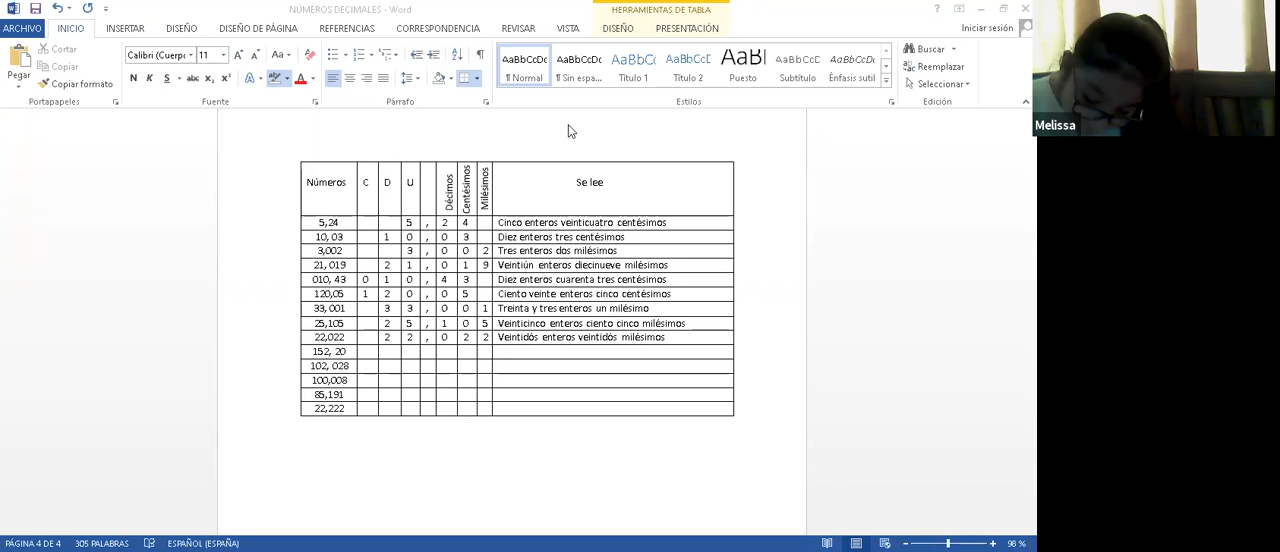 NÚMEROS DECIMALES - Word
HERRAMIENTAS DE TABLA
ARCHIVO INICIO INSERTAR DISEÑO DISEÑO DE PÁGINA REFERENCIAS CORRESPONDENCIA REVISAR VISTA DISEÑO PRESENTACIÓN Iniciar sesión
Pegar
Cortar
Copiar
Copiar formato
Portapapeles
Calibri (Cuerp 11
Fuente
Párrafo
AaBbCcDc AaBbCcDc AaBbCc AaBbCcD AaBl AaBbCcD AaBbCcDc
¶ Normal ¶ Sin espa... Título 1 Título 2 Puesto Subtítulo Énfasis sutil
Estilos
Buscar
Reemplazar
Seleccionar
Edición
Melissa
Números C D U Décimos Centésimos Milésimos Se lee
5,24 5 , 2 4 Cinco enteros veinticuatro centésimos
10, 03 1 0 , 0 3 Diez enteros tres centésimos
3,002 3 , 0 0 2 Tres enteros dos milésimos
21, 019 2 1 , 0 1 9 Veintiún enteros diecinueve milésimos
010, 43 0 1 0 , 4 3 Diez enteros cuarenta tres centésimos
120,05 1 2 0 , 0 5 Ciento veinte enteros cinco centésimos
33, 001 3 3 , 0 0 1 Treinta y tres enteros un milésimo
25,105 2 5 , 1 0 5 Veinticinco enteros ciento cinco milésimos
22,022 2 2 , 0 2 2 Veintidós enteros veintidós milésimos
152, 20
102, 028
100,008
85,191
22,222
PÁGINA 4 DE 4 305 PALABRAS ESPAÑOL (ESPAÑA) 98 %